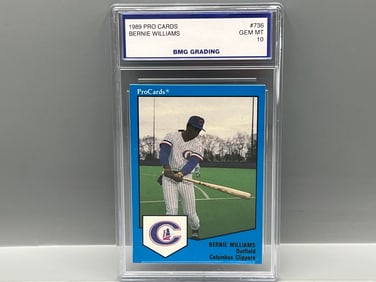 1989 PRO CARDS #736
BERNIE WILLIAMS GEM MT
10
BMG GRADING
ProCards®
C
BERNIE WILLIAMS
Outfield
Columbus Clippers